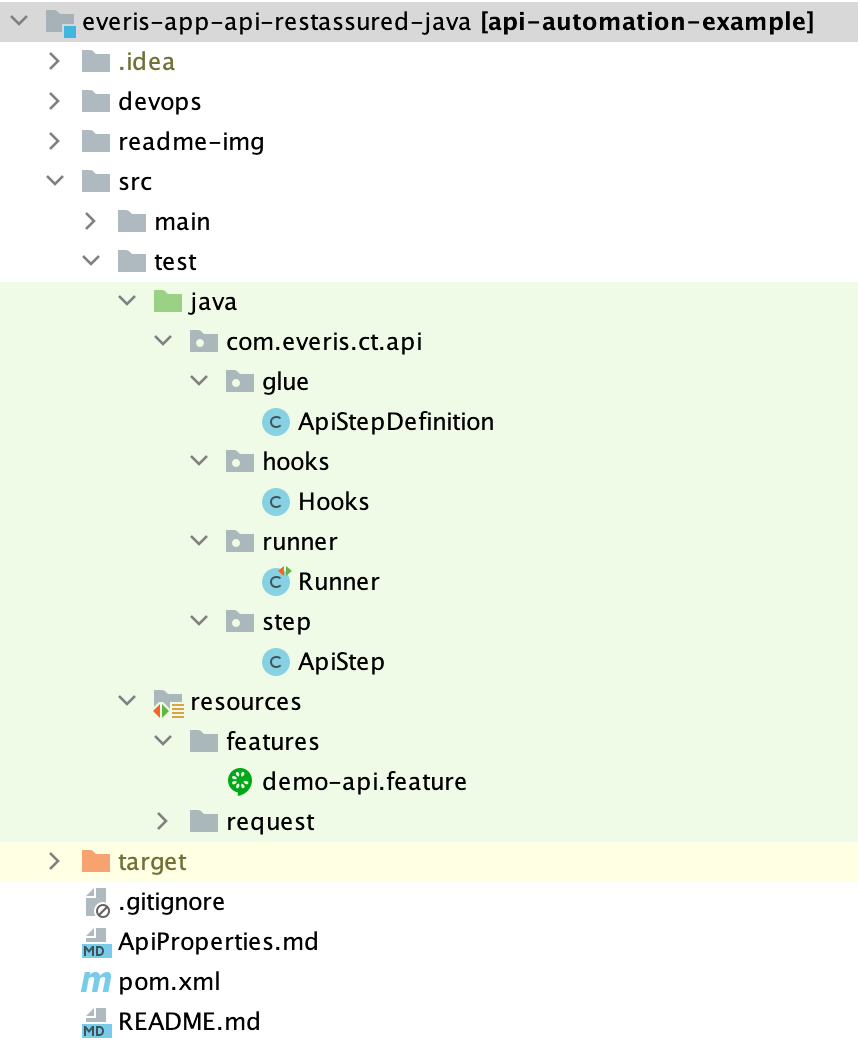 everis-app-api-restassured-java [api-automation-example]
.idea
devops
readme-img
src
main
test
java
com.everis.ct.api
glue
C ApiStepDefinition
hooks
C Hooks
runner
C Runner
step
C ApiStep
resources
features
demo-api.feature
request
target
.gitignore
MD ApiProperties.md
m pom.xml
MD README.md